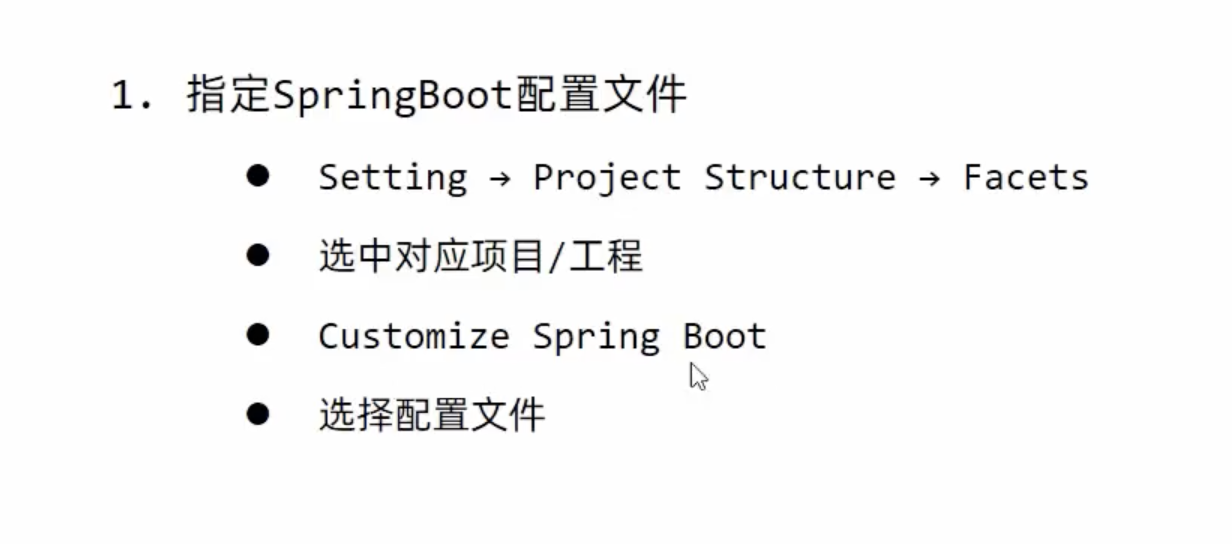 1. 指定SpringBoot配置文件
● Setting → Project Structure → Facets
● 选中对应项目/工程
● Customize Spring Boot
● 选择配置文件